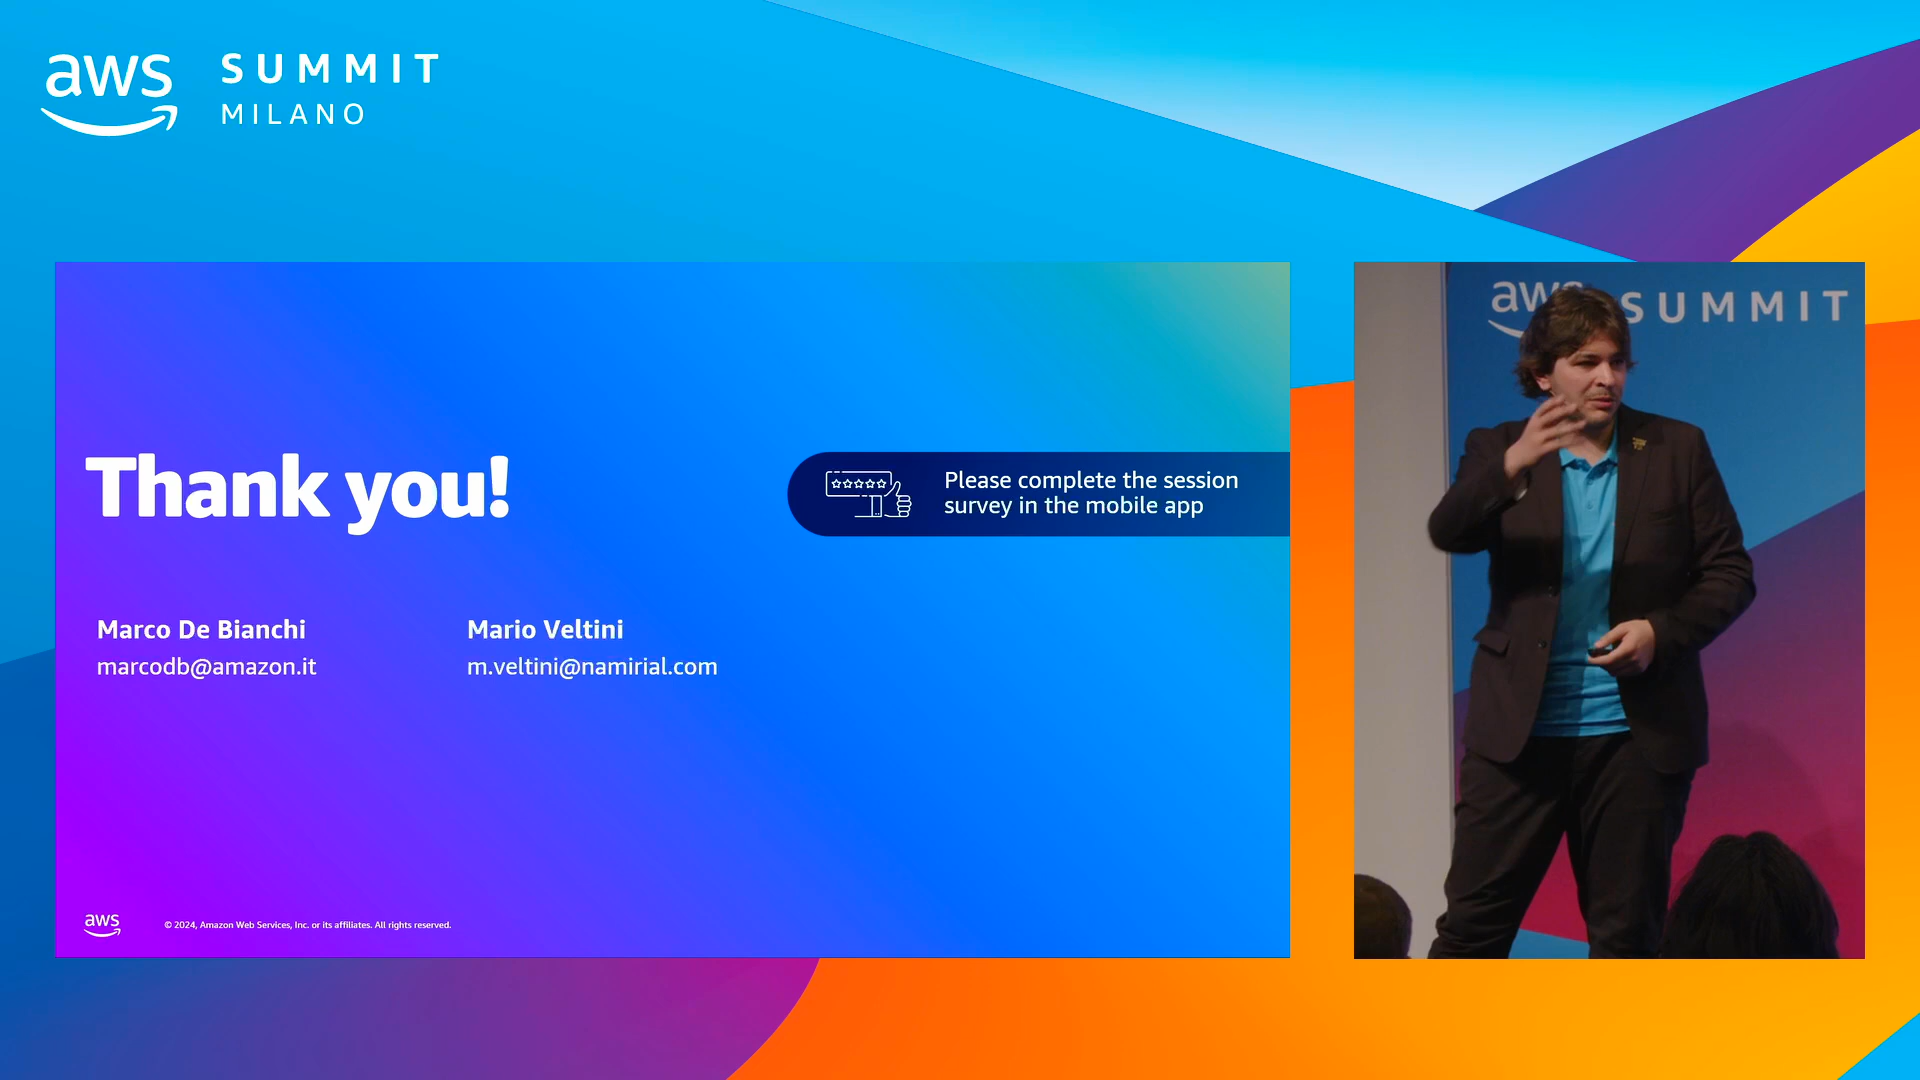 aws SUMMIT
MILANO
aws SUMMIT
Thank you!
Please complete the session
survey in the mobile app
Marco De Bianchi
marcodb@amazon.it
Mario Veltini
m.veltini@namirial.com
aws
© 2024, Amazon Web Services, Inc. or its affiliates. All rights reserved.